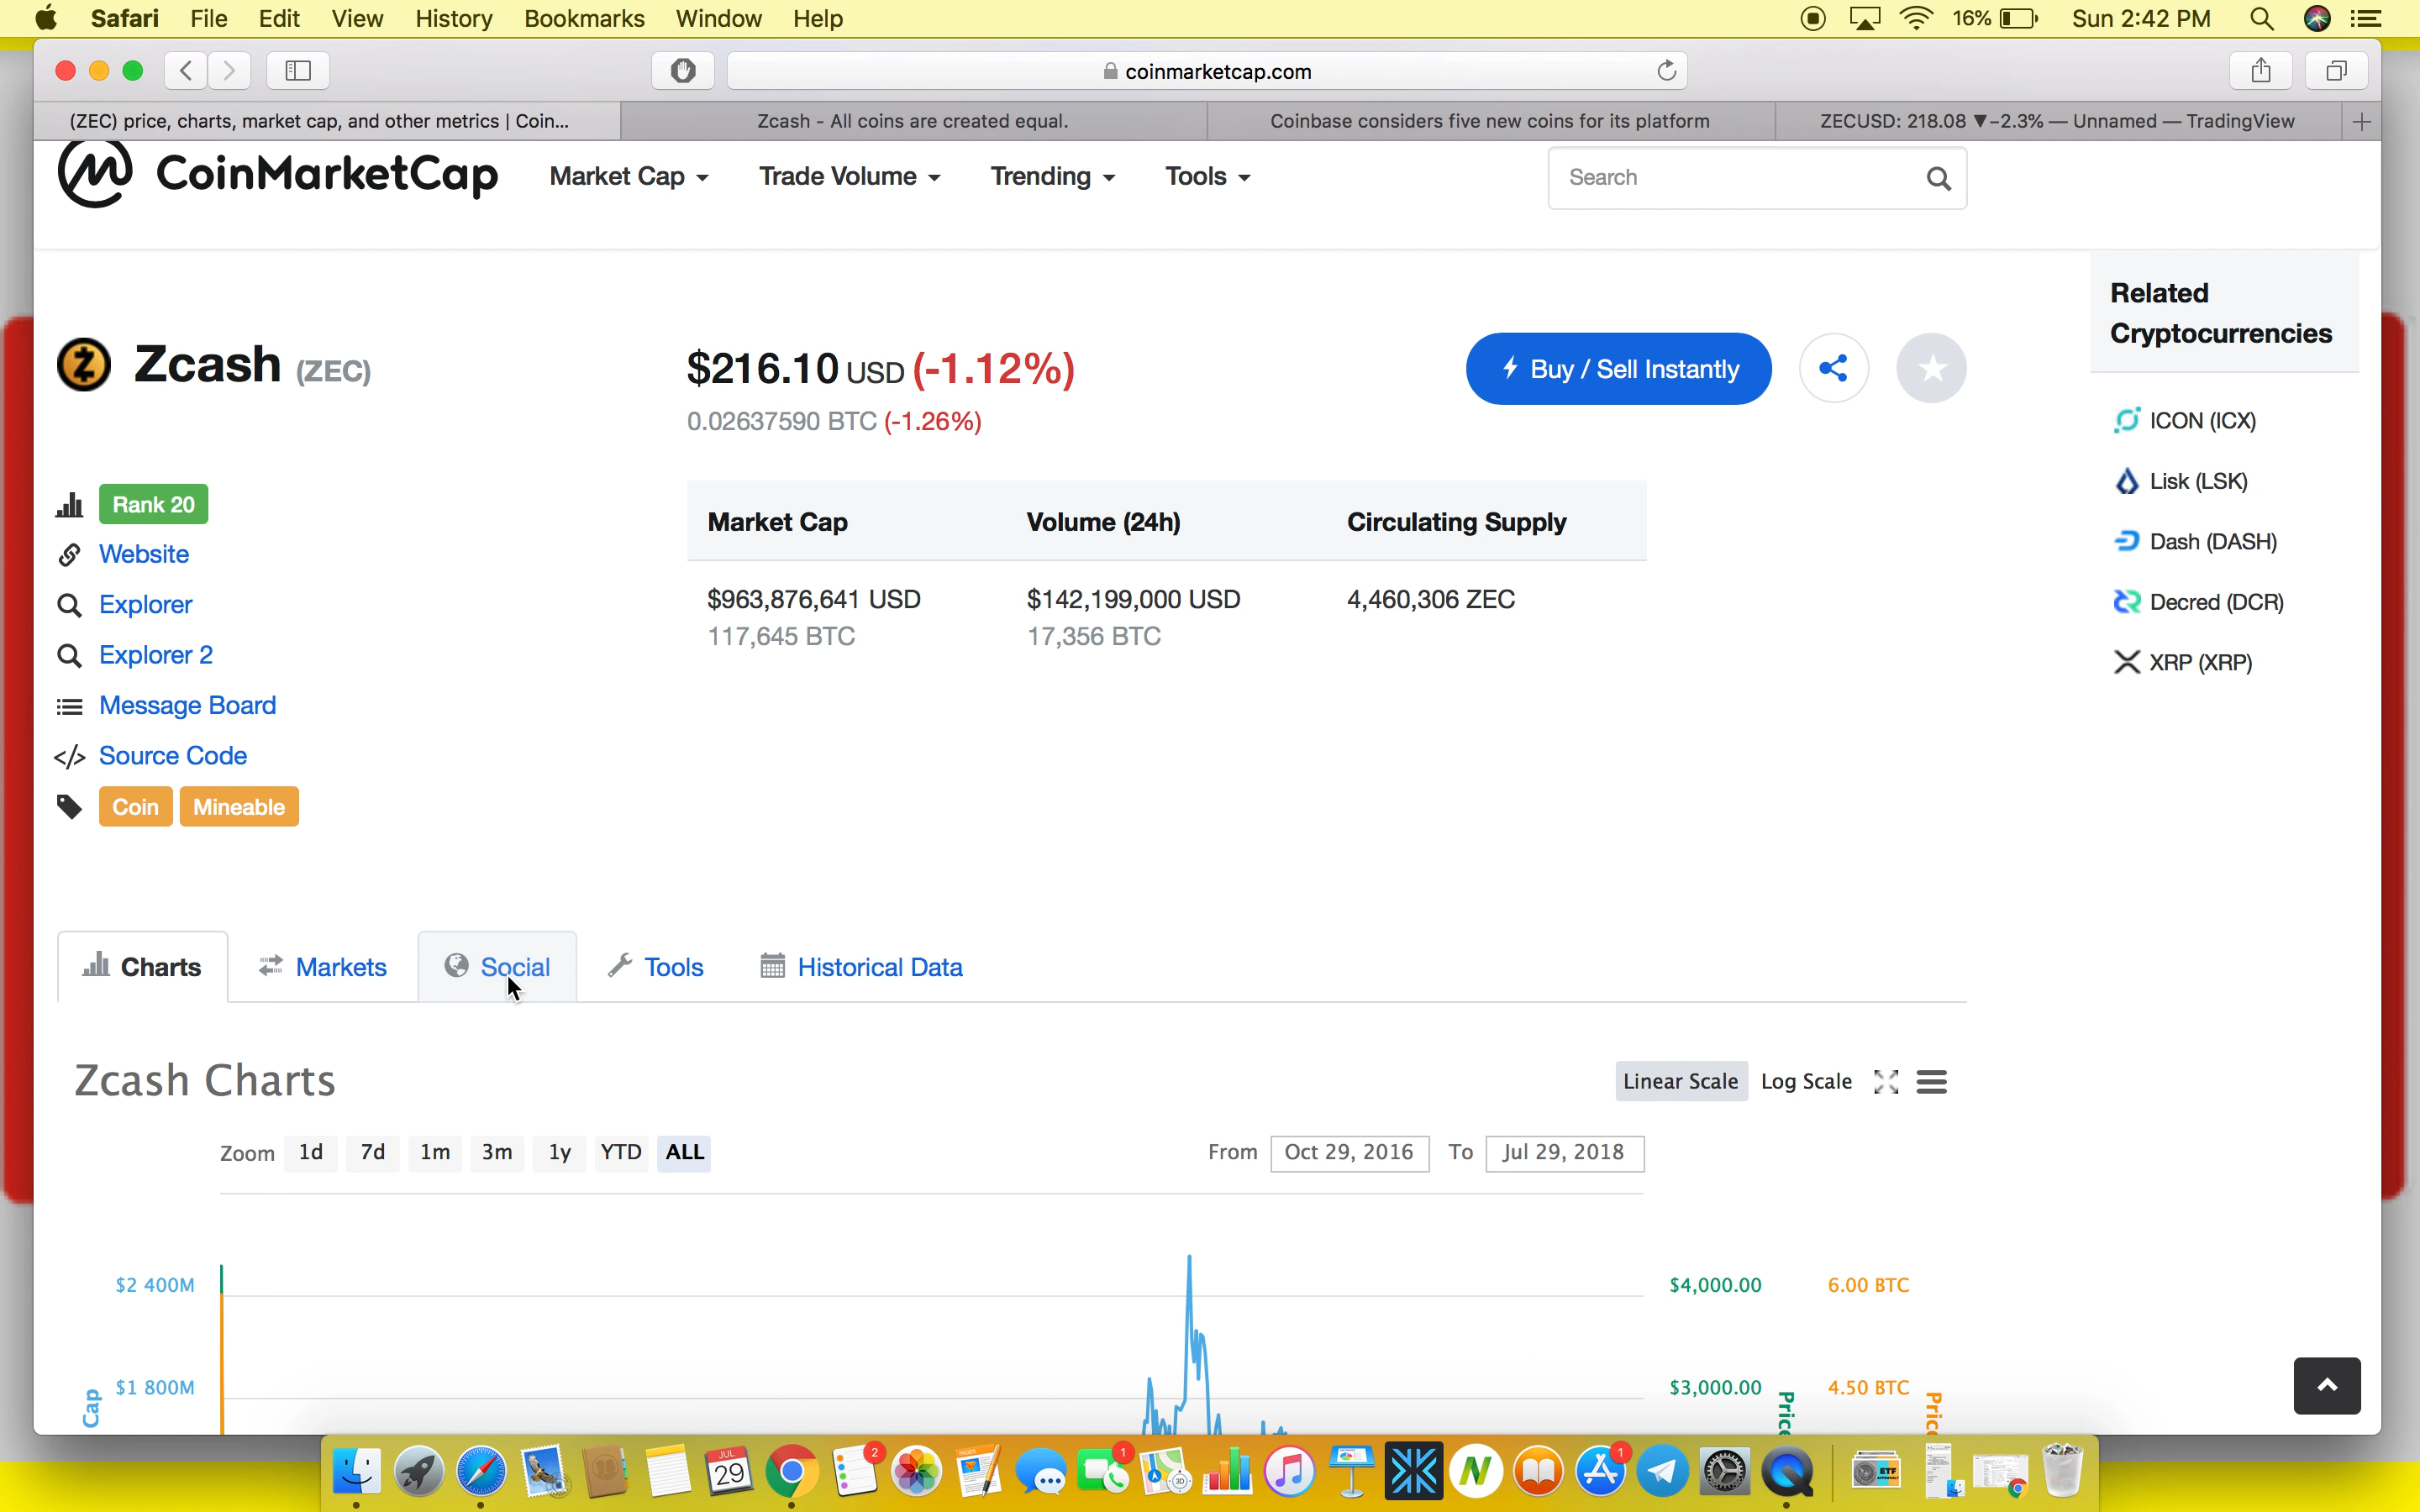 Safari File Edit View History Bookmarks Window Help 16% Sun 2:42 PM
coinmarketcap.com
(ZEC) price, charts, market cap, and other metrics | Coin... Zcash - All coins are created equal. Coinbase considers five new coins for its platform ZECUSD: 218.08 ▼−2.3% — Unnamed — TradingView
CoinMarketCap Market Cap Trade Volume Trending Tools Search
Related
Cryptocurrencies
Zcash (ZEC) $216.10 USD (-1.12%) Buy / Sell Instantly
0.02637590 BTC (-1.26%)
ICON (ICX)
Lisk (LSK)
Dash (DASH)
Decred (DCR)
XRP (XRP)
Rank 20
Website
Explorer
Explorer 2
Message Board
Source Code
Coin Mineable
Market Cap Volume (24h) Circulating Supply
$963,876,641 USD $142,199,000 USD 4,460,306 ZEC
117,645 BTC 17,356 BTC
Charts Markets Social Tools Historical Data
Zcash Charts Linear Scale Log Scale
Zoom 1d 7d 1m 3m 1y YTD ALL From Oct 29, 2016 To Jul 29, 2018
$2 400M $4,000.00 6.00 BTC
$1 800M $3,000.00 4.50 BTC
Cap
JUL
29
2
PAGES
1
3D
1
ETF